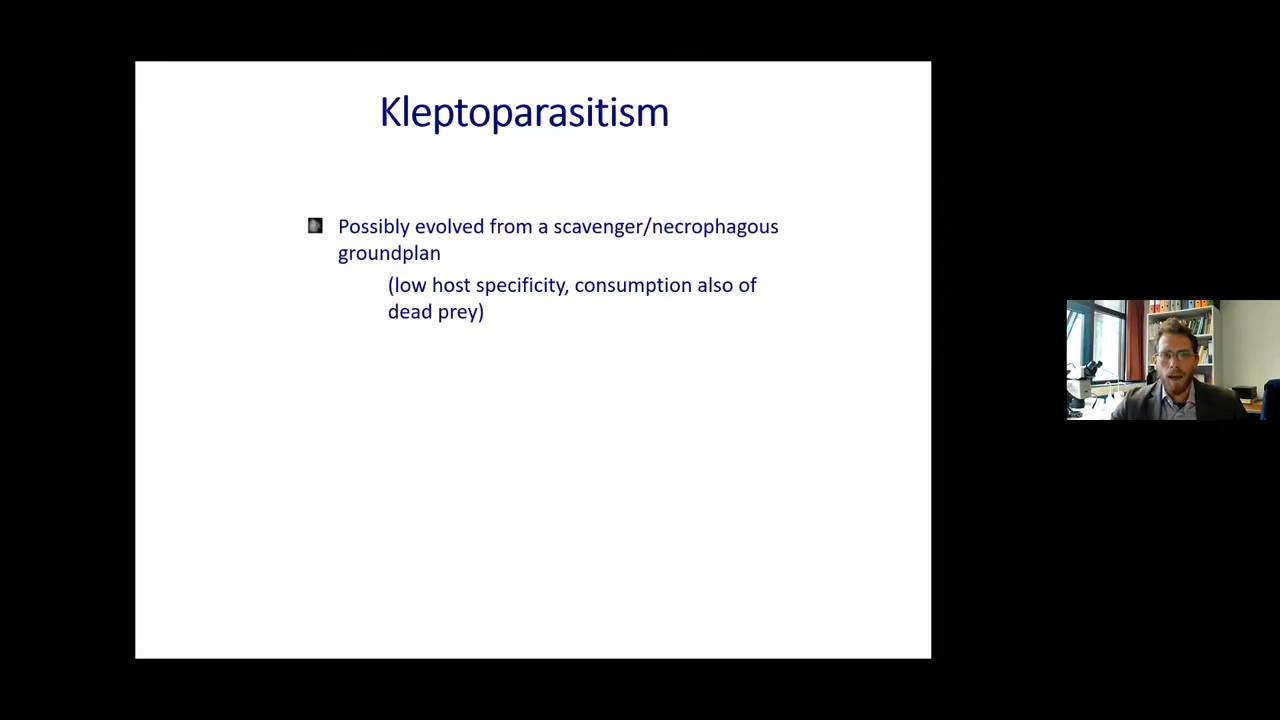 Kleptoparasitism
Possibly evolved from a scavenger/necrophagous
groundplan
(low host specificity, consumption also of
dead prey)